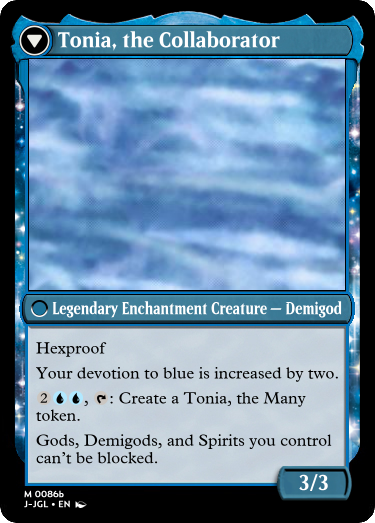 Tonia, the Collaborator
Legendary Enchantment Creature — Demigod
Hexproof
Your devotion to blue is increased by two.
2, : Create a Tonia, the Many
token.
Gods, Demigods, and Spirits you control
can't be blocked.
3/3
M 0086b
J-JGL • EN